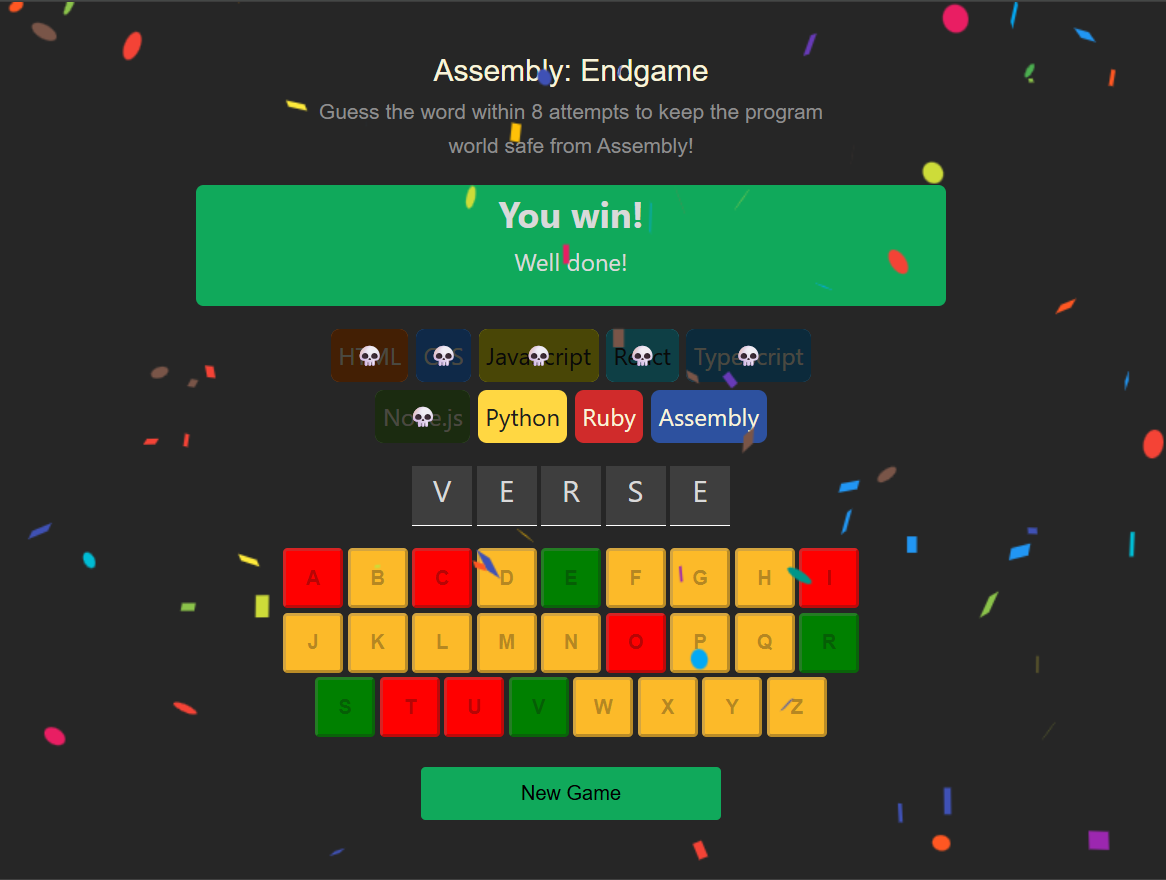 Assembly: Endgame
Guess the word within 8 attempts to keep the program
world safe from Assembly!
You win!
Well done!
HTML CSS JavaScript React TypeScript
Node.js Python Ruby Assembly
V E R S E
A B C D E F G H I
J K L M N O P Q R
S T U V W X Y Z
New Game